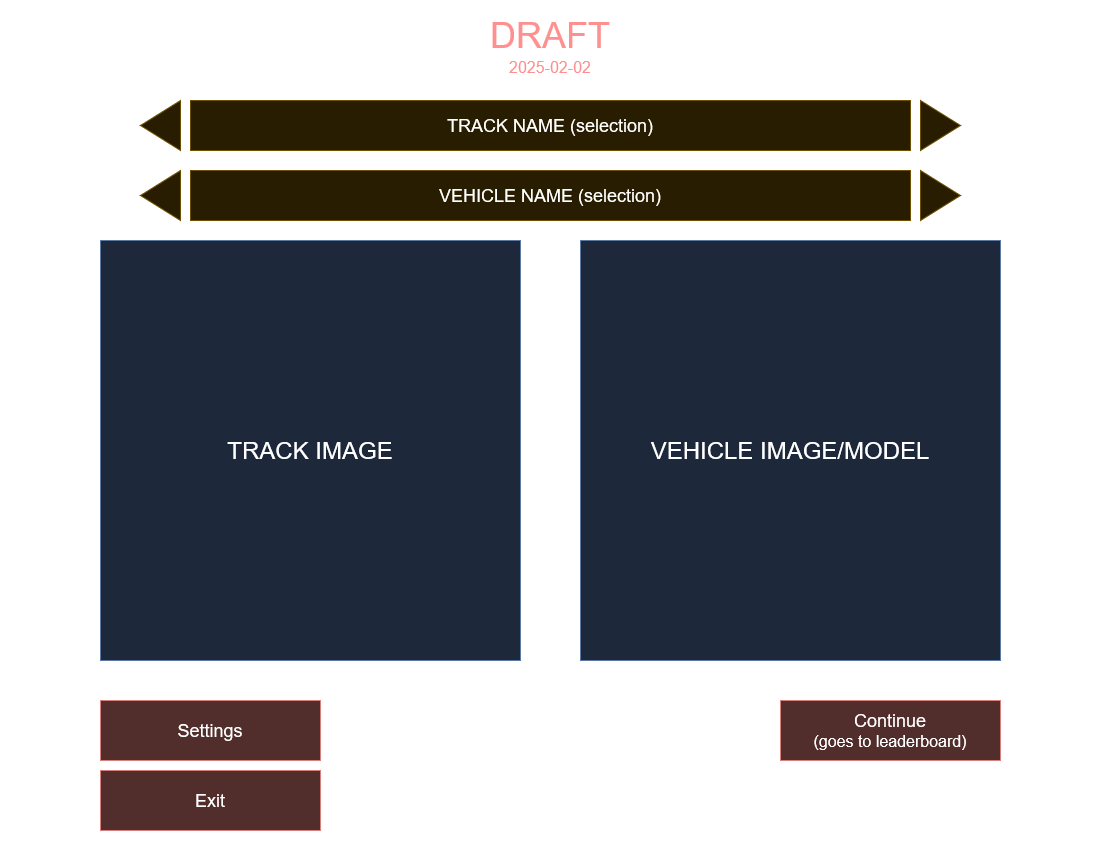 DRAFT
2025-02-02
TRACK NAME (selection)
VEHICLE NAME (selection)
TRACK IMAGE
VEHICLE IMAGE/MODEL
Settings
Continue
(goes to leaderboard)
Exit